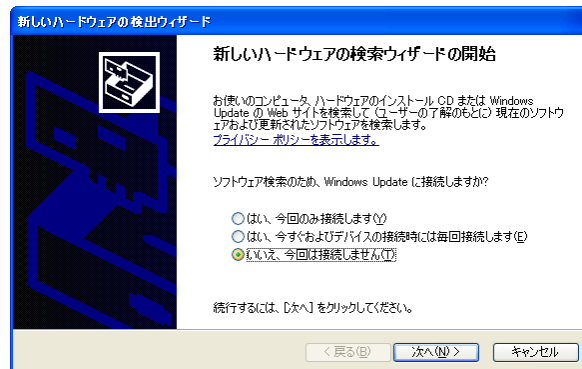 新しいハードウェアの検出ウィザード
新しいハードウェアの検索ウィザードの開始
お使いのコンピュータ、ハードウェアのインストール CD または Windows
Update の Web サイトを検索して (ユーザーの了解のもとに) 現在のソフトウ
ェアおよび更新されたソフトウェアを検索します。
プライバシー ポリシーを表示します。
ソフトウェア検索のため、Windows Update に接続しますか?
はい、今回のみ接続します(Y)
はい、今すぐおよびデバイスの接続時には毎回接続します(E)
いいえ、今回は接続しません(T)
続行するには、[次へ] をクリックしてください。
< 戻る(B) 次へ(N) > キャンセル